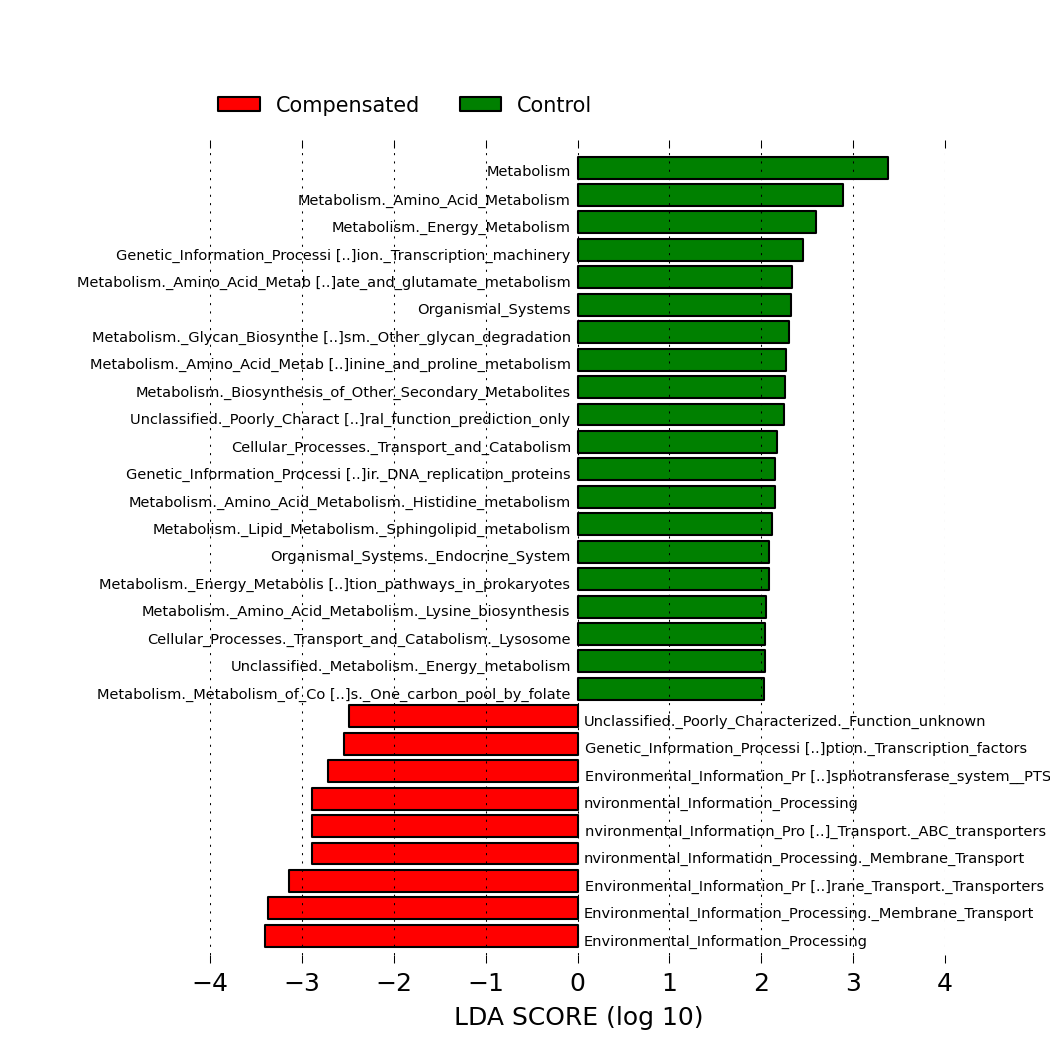 Compensated Control
Metabolism
Metabolism._Amino_Acid_Metabolism
Metabolism._Energy_Metabolism
Genetic_Information_Processi [..]ion._Transcription_machinery
Metabolism._Amino_Acid_Metab [..]ate_and_glutamate_metabolism
Organismal_Systems
Metabolism._Glycan_Biosynthe [..]sm._Other_glycan_degradation
Metabolism._Amino_Acid_Metab [..]inine_and_proline_metabolism
Metabolism._Biosynthesis_of_Other_Secondary_Metabolites
Unclassified._Poorly_Charact [..]ral_function_prediction_only
Cellular_Processes._Transport_and_Catabolism
Genetic_Information_Processi [..]ir._DNA_replication_proteins
Metabolism._Amino_Acid_Metabolism._Histidine_metabolism
Metabolism._Lipid_Metabolism._Sphingolipid_metabolism
Organismal_Systems._Endocrine_System
Metabolism._Energy_Metabolis [..]tion_pathways_in_prokaryotes
Metabolism._Amino_Acid_Metabolism._Lysine_biosynthesis
Cellular_Processes._Transport_and_Catabolism._Lysosome
Unclassified._Metabolism._Energy_metabolism
Metabolism._Metabolism_of_Co [..]s._One_carbon_pool_by_folate
Unclassified._Poorly_Characterized._Function_unknown
Genetic_Information_Processi [..]ption._Transcription_factors
Environmental_Information_Pr [..]sphotransferase_system__PTS
nvironmental_Information_Processing
nvironmental_Information_Pro [..]_Transport._ABC_transporters
nvironmental_Information_Processing._Membrane_Transport
Environmental_Information_Pr [..]rane_Transport._Transporters
Environmental_Information_Processing._Membrane_Transport
Environmental_Information_Processing
−4 −3 −2 −1 0 1 2 3 4
LDA SCORE (log 10)